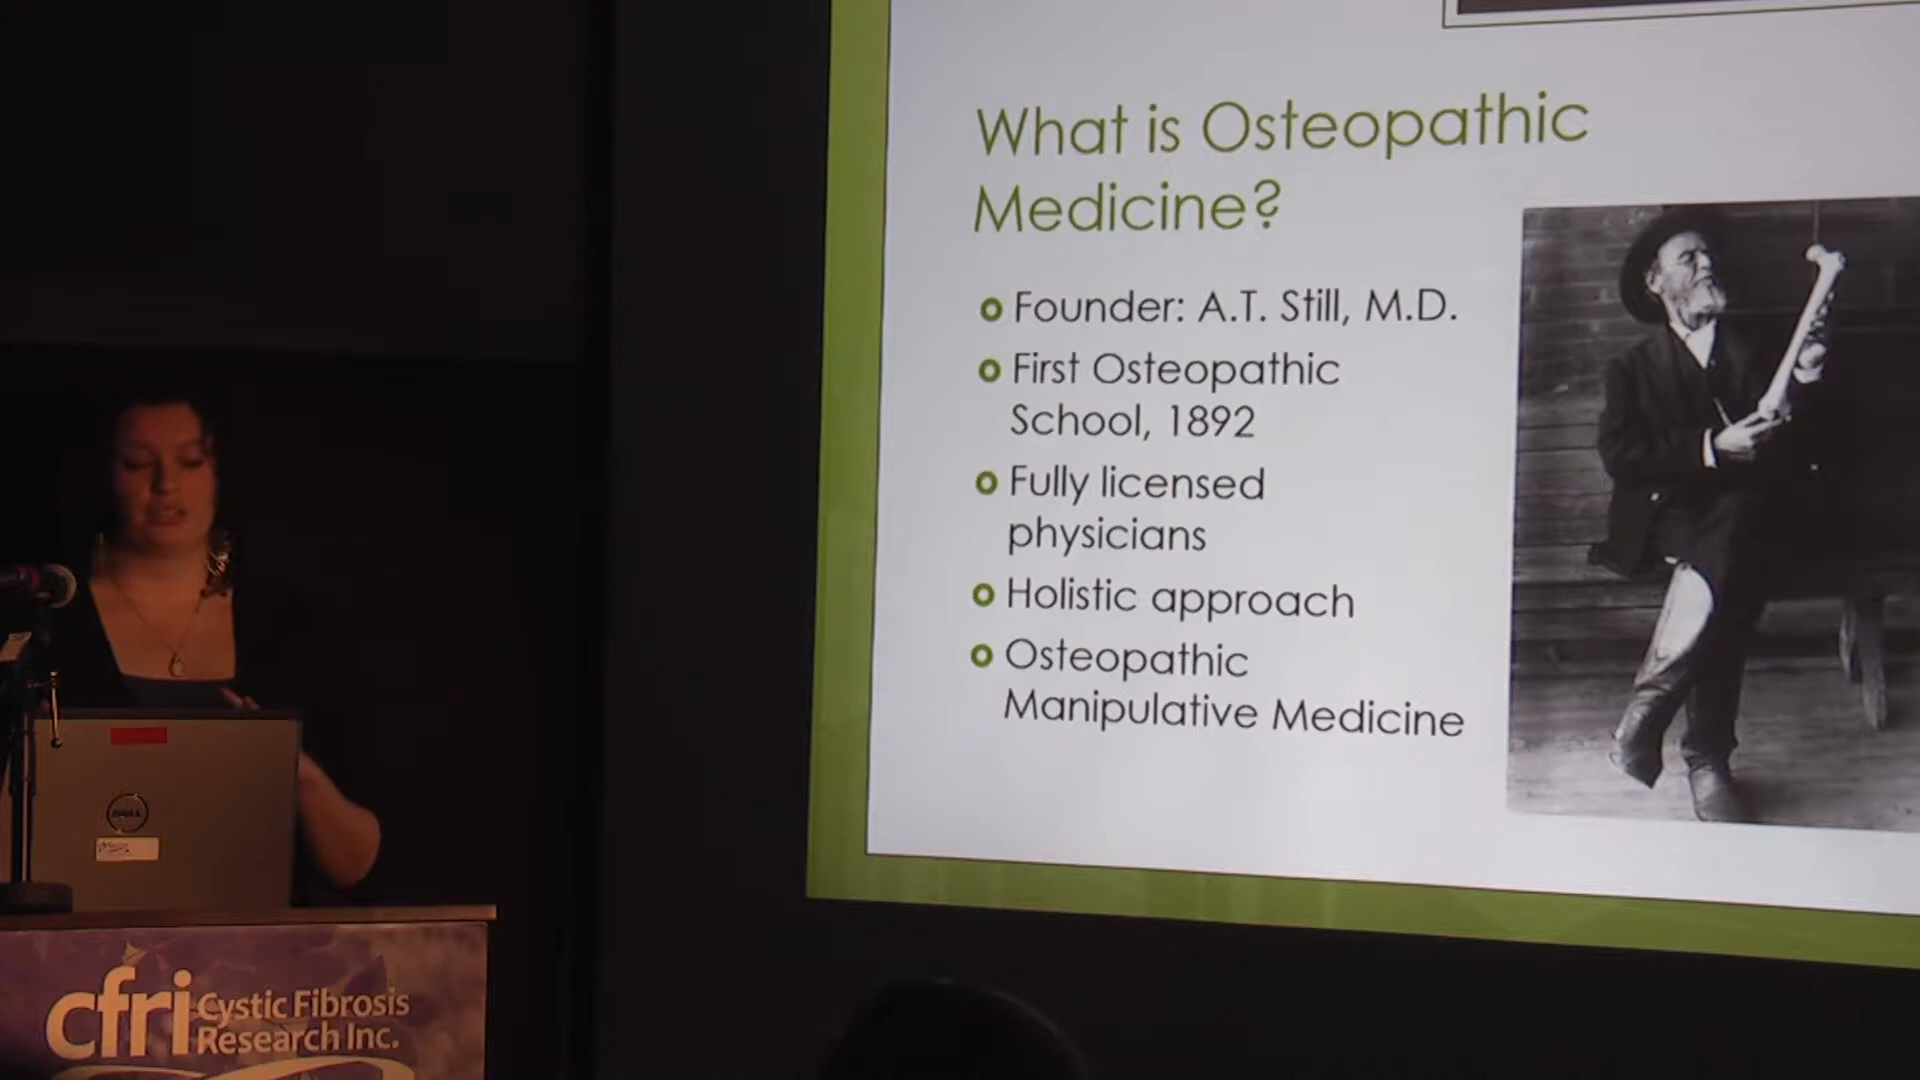 What is Osteopathic
Medicine?
Founder: A.T. Still, M.D.
First Osteopathic
School, 1892
Fully licensed
physicians
Holistic approach
Osteopathic
Manipulative Medicine
DELL
cfri Cystic Fibrosis
Research Inc.